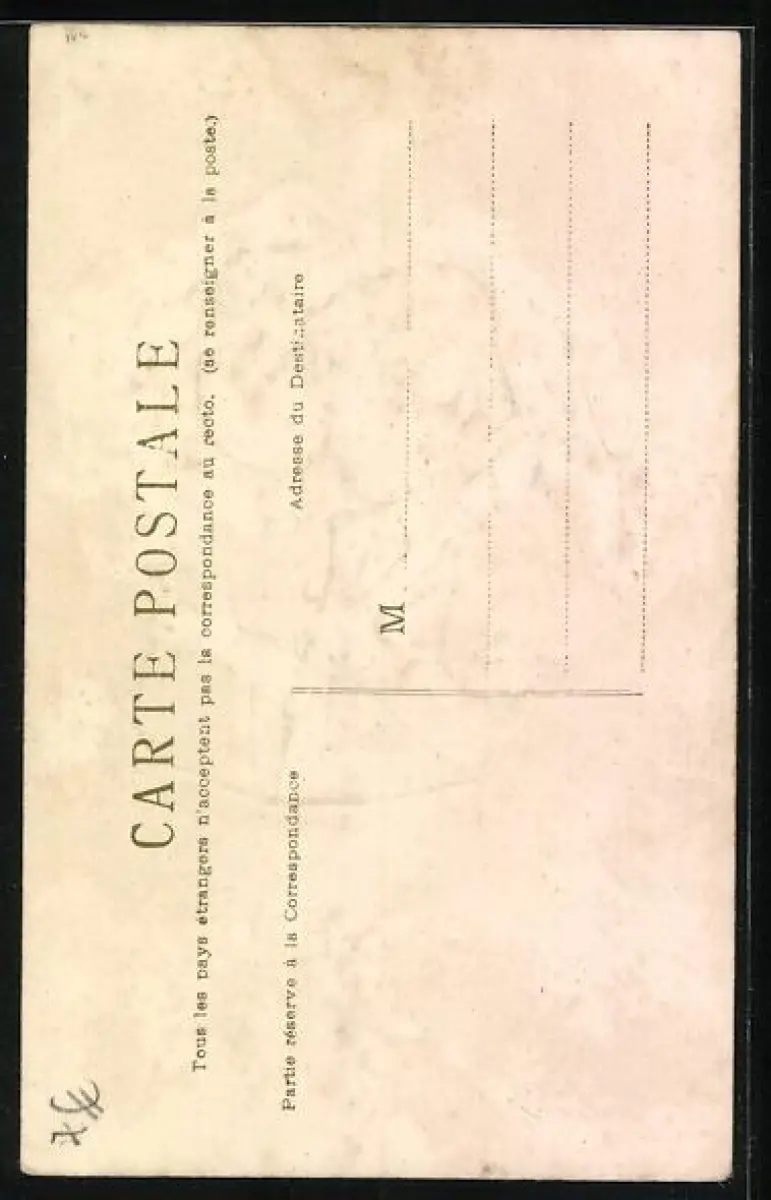 CARTE POSTALE
Tous les pays étrangers n'acceptent pas la correspondance au recto. (se renseigner à la poste.)
Partie réserve à la Correspondance
Adresse du Destinataire
M